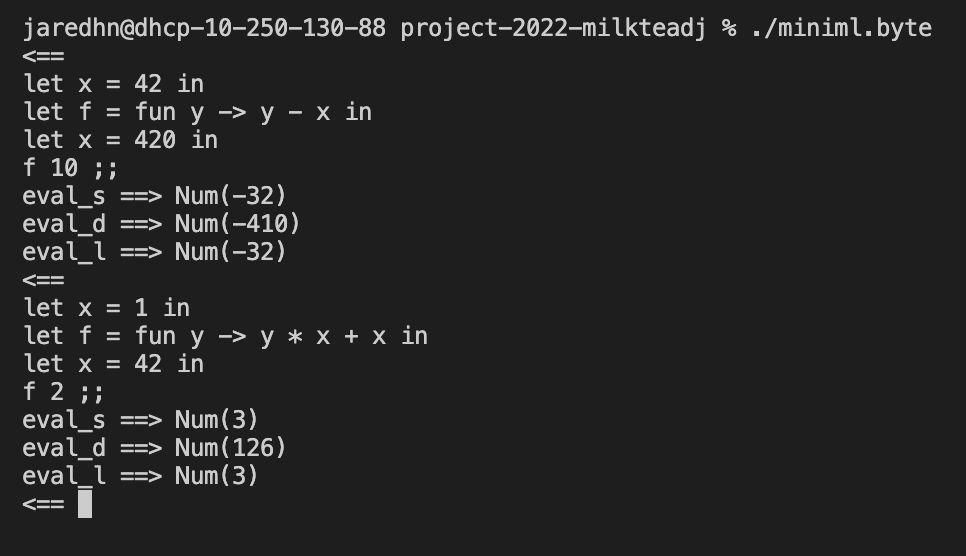 jaredhn@dhcp-10-250-130-88 project-2022-milkteadj % ./miniml.byte
<==
let x = 42 in
let f = fun y -> y - x in
let x = 420 in
f 10 ;;
eval_s ==> Num(-32)
eval_d ==> Num(-410)
eval_l ==> Num(-32)
<==
let x = 1 in
let f = fun y -> y * x + x in
let x = 42 in
f 2 ;;
eval_s ==> Num(3)
eval_d ==> Num(126)
eval_l ==> Num(3)
<==